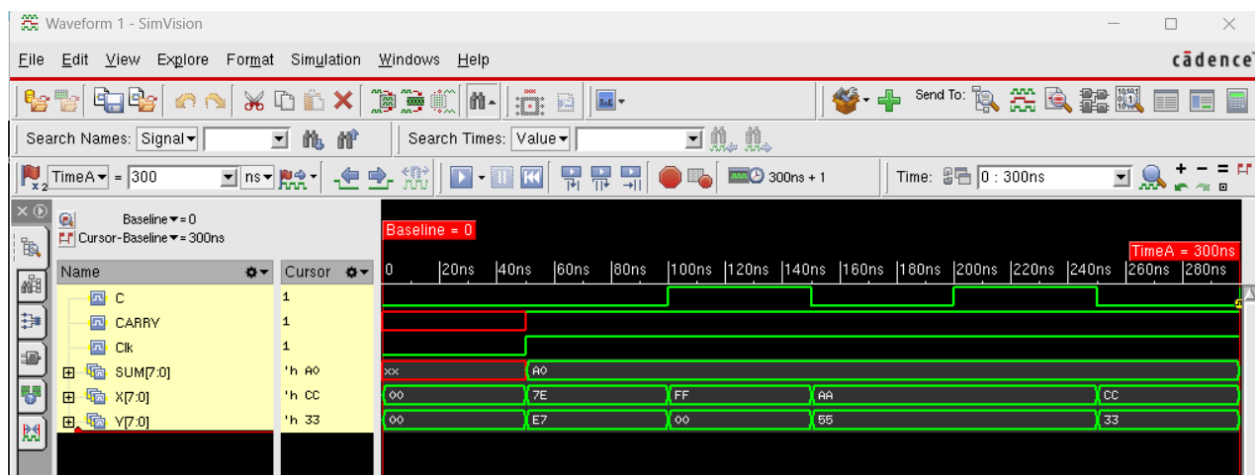 Waveform 1 - SimVision
File Edit View Explore Format Simulation Windows Help
cādence
Send To:
Search Names: Signal
Search Times: Value
TimeA = 300 ns
300ns + 1
Time: 0 : 300ns
Baseline = 0
Cursor-Baseline = 300ns
Baseline = 0
TimeA = 300ns
Name Cursor 0 20ns 40ns 60ns 80ns 100ns 120ns 140ns 160ns 180ns 200ns 220ns 240ns 260ns 280ns
C 1
CARRY 1
Clk 1
SUM[7:0] 'h A0 xx A0
X[7:0] 'h CC 00 7E FF AA CC
Y[7:0] 'h 33 00 E7 00 55 33